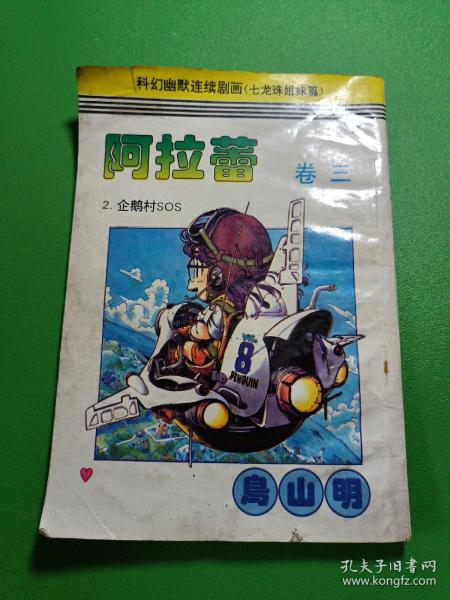 科幻幽默连续剧画(七龙珠姐妹篇)
阿拉蕾
卷三
2. 企鹅村SOS
VOL.
8
PENGUIN
鳥山明
孔夫子旧书网
www.kongfz.com